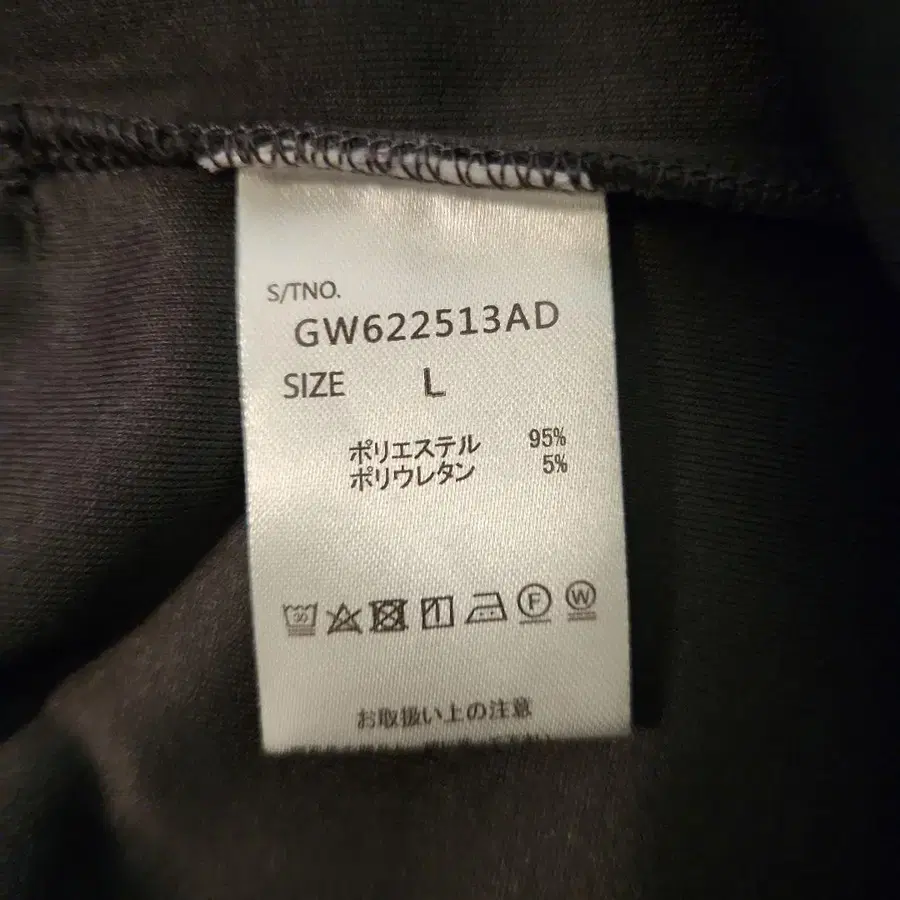 S/TNO.
GW622513AD
SIZE L
ポリエステル 95%
ポリウレタン 5%
30 F W
お取扱い上の注意